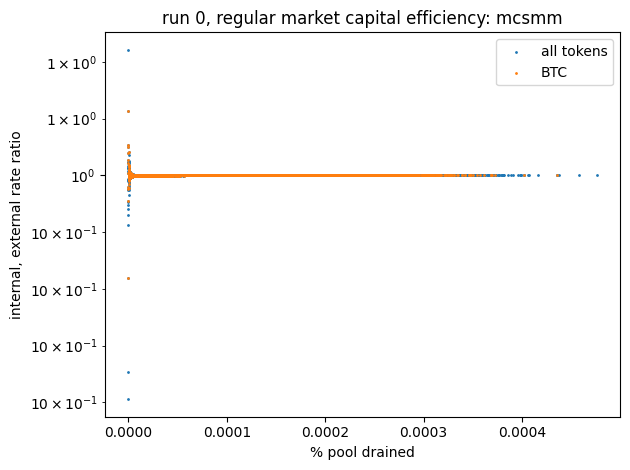 run 0, regular market capital efficiency: mcsmm
all tokens
BTC
internal, external rate ratio
1 × 10⁰
1 × 10⁰
10⁰
10 × 10⁻¹
10 × 10⁻¹
10 × 10⁻¹
10 × 10⁻¹
0.0000 0.0001 0.0002 0.0003 0.0004
% pool drained